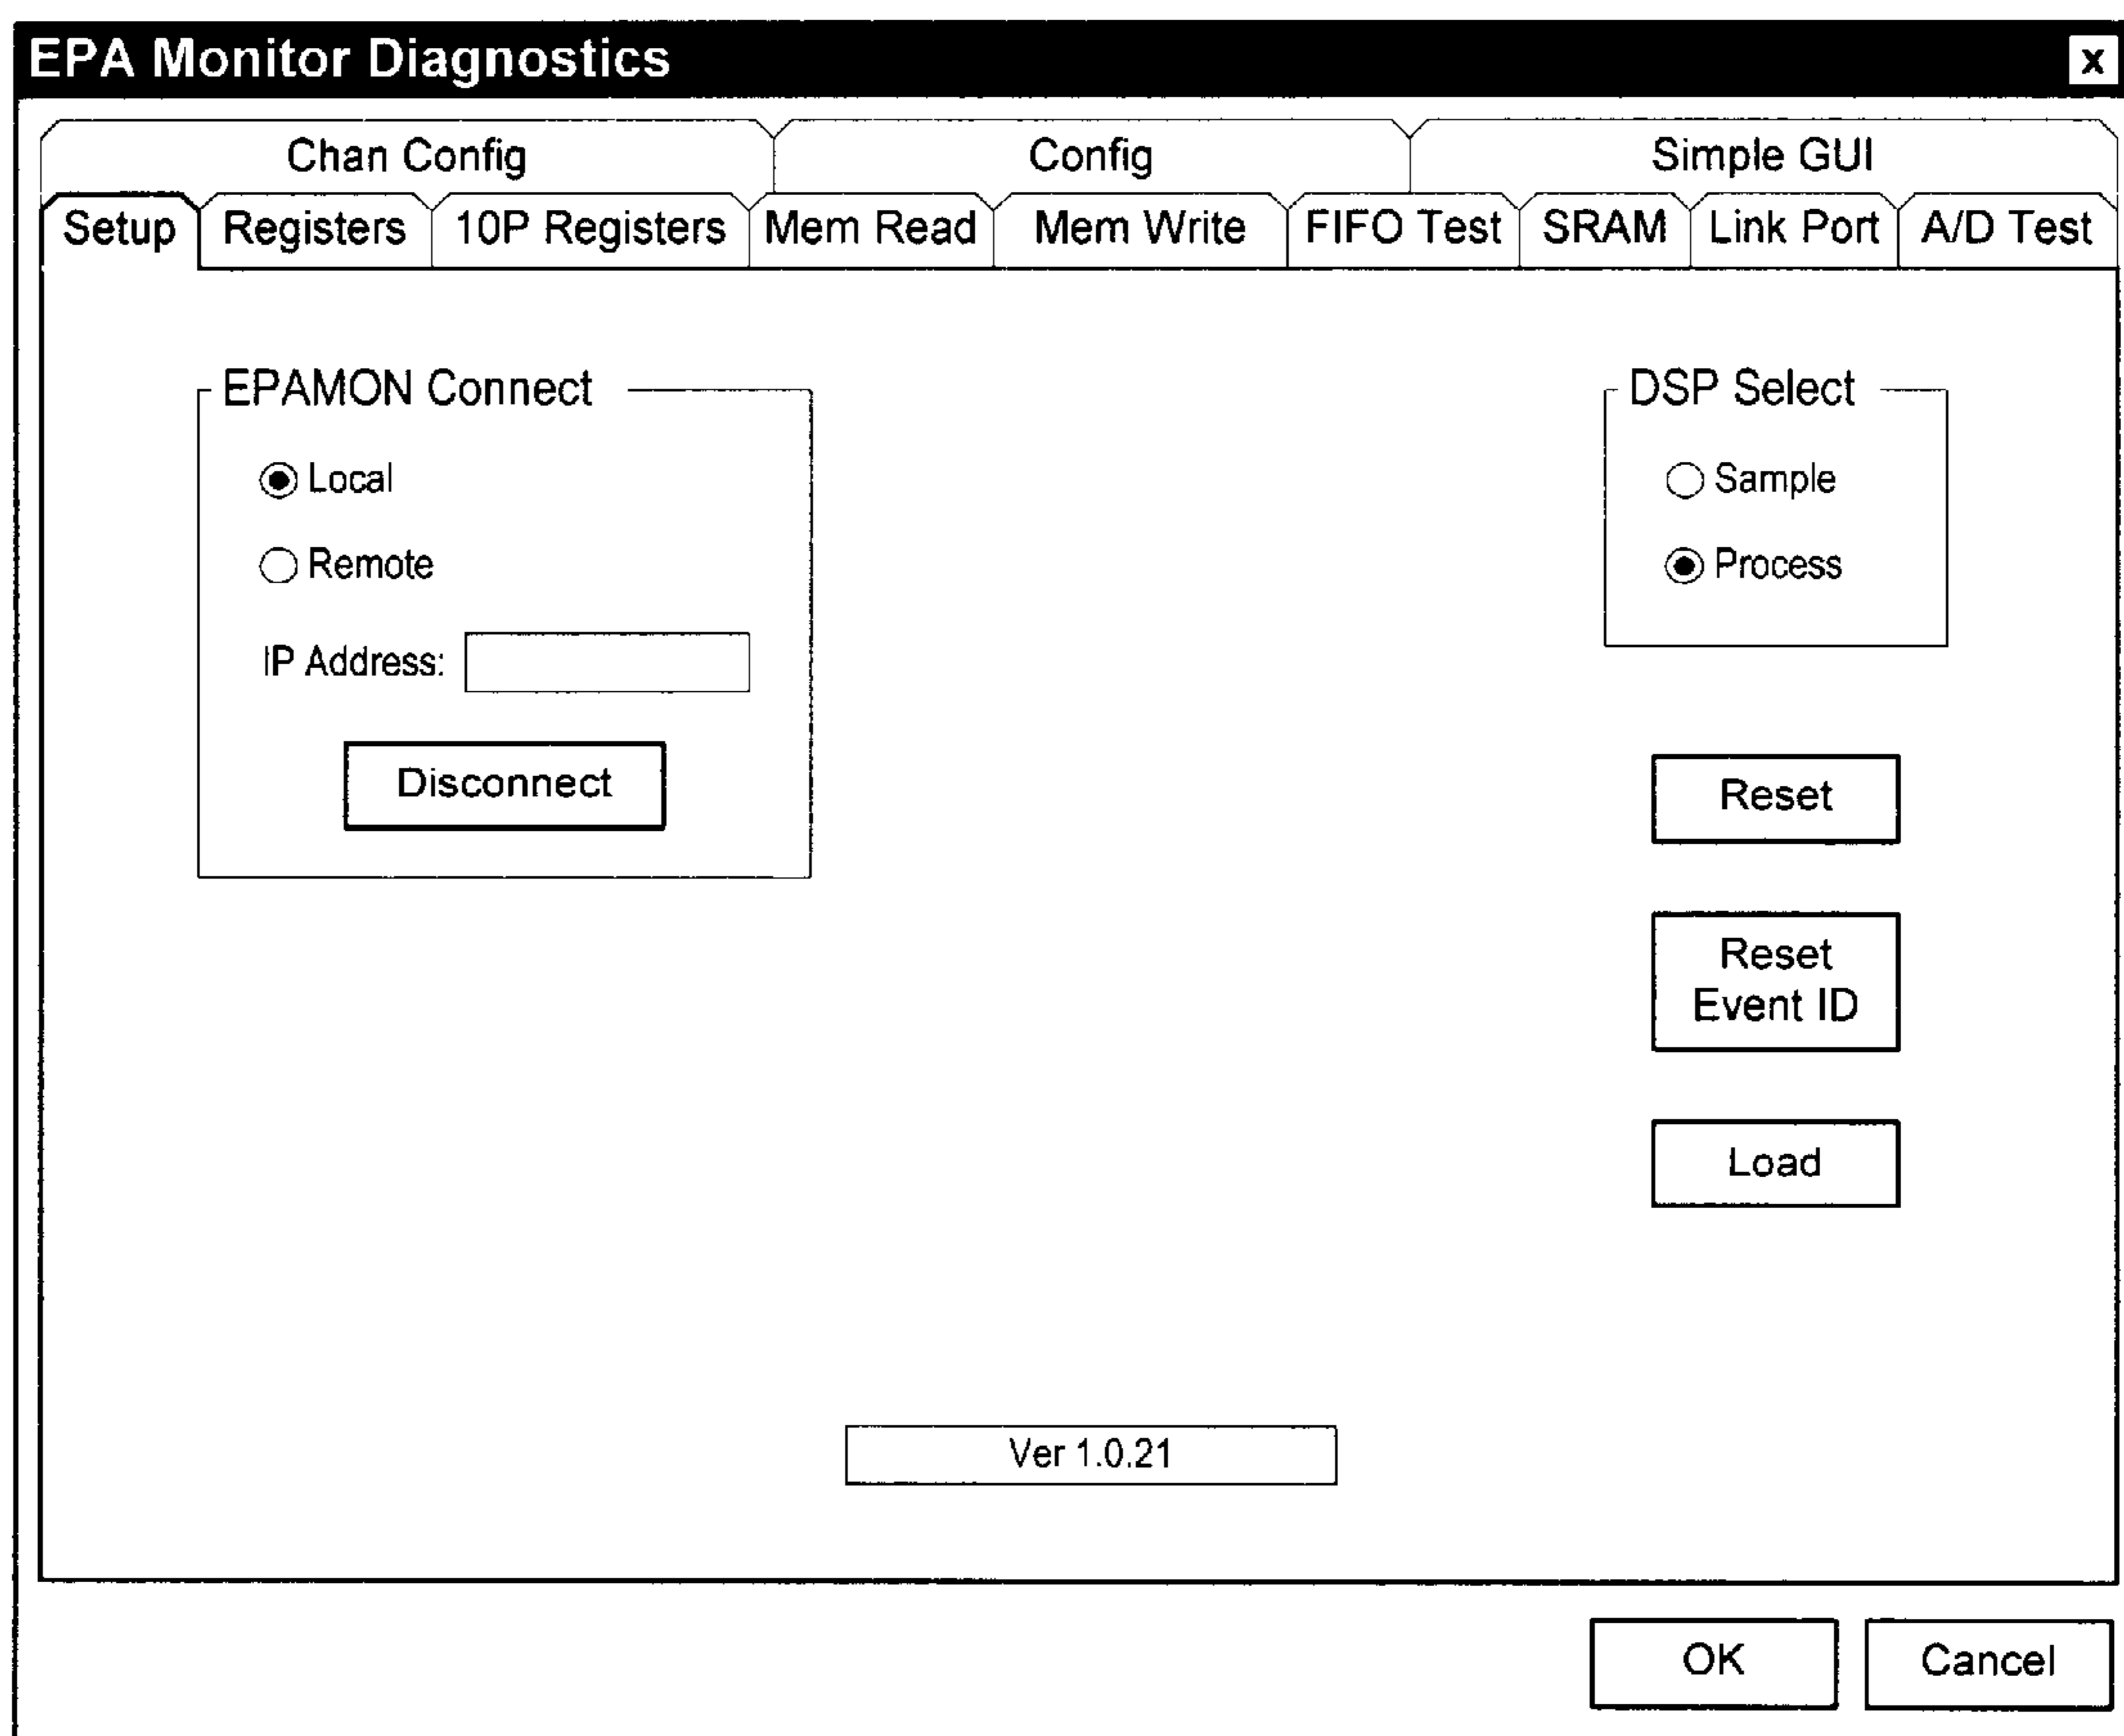 EPA Monitor Diagnostics
x
Chan Config
Config
Simple GUI
Setup
Registers
10P Registers
Mem Read
Mem Write
FIFO Test
SRAM
Link Port
A/D Test
EPAMON Connect
Local
Remote
IP Address:
Disconnect
DSP Select
Sample
Process
Reset
Reset
Event ID
Load
Ver 1.0.21
OK
Cancel